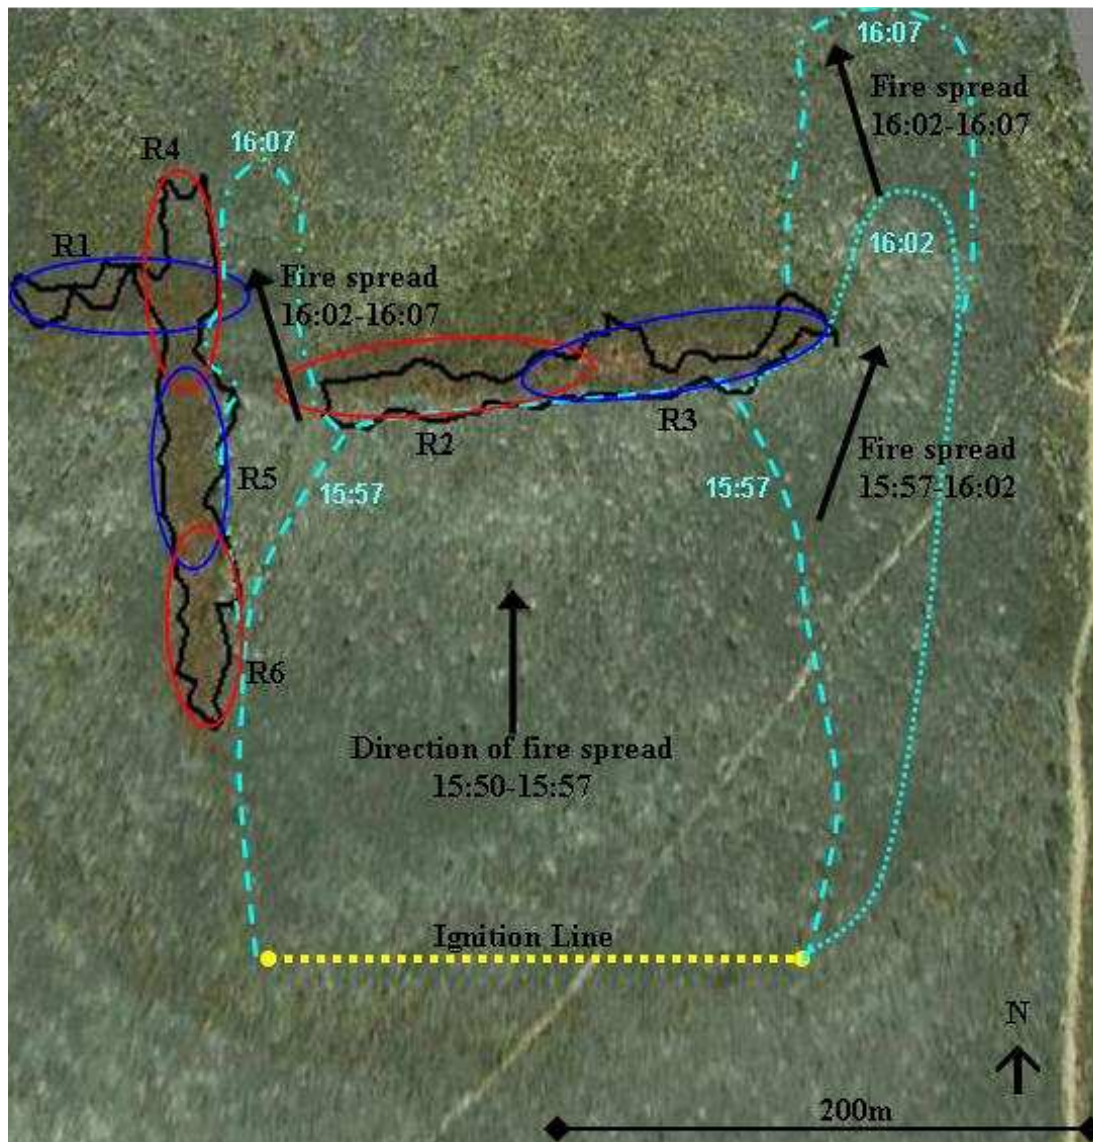 16:07
Fire spread
16:02-16:07
R4
16:07
R1
16:02
Fire spread
16:02-16:07
R3
R2
Fire spread
15:57-16:02
R5
15:57
15:57
R6
Direction of fire spread
15:50-15:57
Ignition Line
N
200m